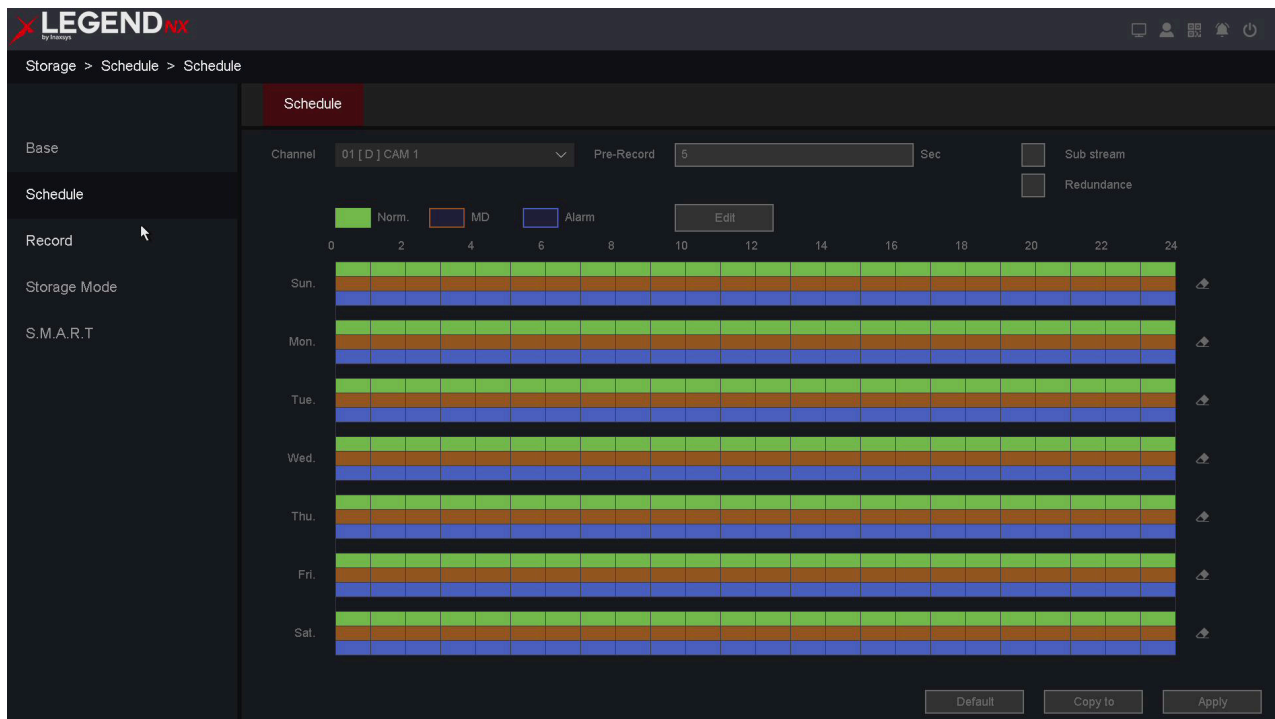 LEGEND NX
by Inoxsys
Storage > Schedule > Schedule
Schedule
Base
Schedule
Record
Storage Mode
S.M.A.R.T
Channel 01 [ D ] CAM 1 Pre-Record 5 Sec Sub stream
Redundance
Norm. MD Alarm Edit
0 2 4 6 8 10 12 14 16 18 20 22 24
Sun.
Mon.
Tue.
Wed.
Thu.
Fri.
Sat.
Default Copy to Apply